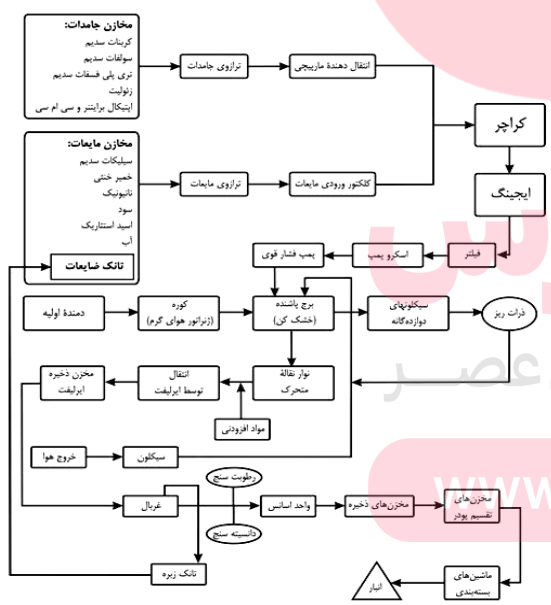 مخازن جامدات:
کربنات سدیم
سولفات سدیم
تری پلی فسفات سدیم
زئولیت
اپتیکال برایتنر و سی ام سی
ترازوی جامدات
انتقال دهندهٔ مارپیچی
کراچر
مخازن مایعات:
سیلیکات سدیم
خمیر خنثی
نانیونیک
سود
اسید استئاریک
آب
تانک ضایعات
ترازوی مایعات
کلکتور ورودی مایعات
ایجینگ
فیلتر
اسکرو پمپ
پمپ فشار قوی
دمندهٔ اولیه
کوره
(ژنراتور هوای گرم)
برج پاشنده
(خشک کن)
سیکلونهای
دوازده‌گانه
ذرات ریز
نوار نقالهٔ
متحرک
انتقال
توسط ایرلیفت
مخزن ذخیره
ایرلیفت
مواد افزودنی
خروج هوا
سیکلون
رطوبت سنج
غربال
دانسیته سنج
واحد اسانس
مخزن‌های ذخیره
مخزن‌های
تقسیم پودر
تانک زبره
ماشین‌های
بسته‌بندی
انبار
رس
ی عصر
www